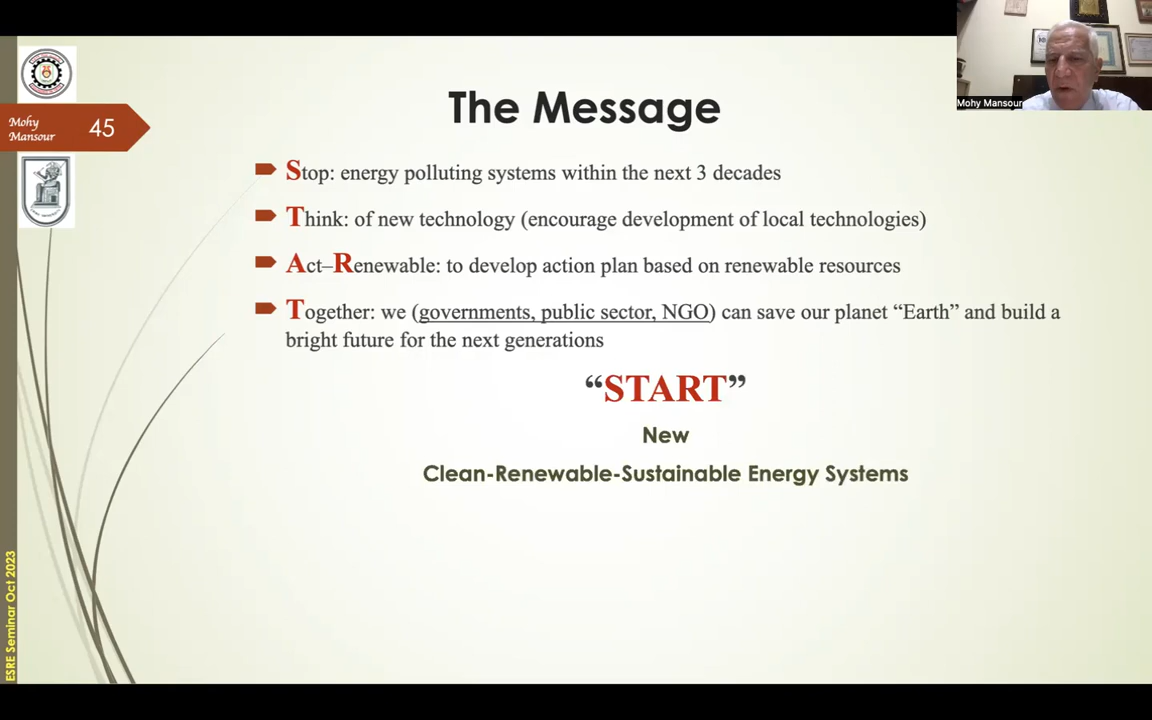 Mohy Mansour
The Message
Mohy
Mansour
45
Stop: energy polluting systems within the next 3 decades
Think: of new technology (encourage development of local technologies)
Act–Renewable: to develop action plan based on renewable resources
Together: we (governments, public sector, NGO) can save our planet “Earth” and build a
bright future for the next generations
“START”
New
Clean-Renewable-Sustainable Energy Systems
ESRE Seminar Oct 2023